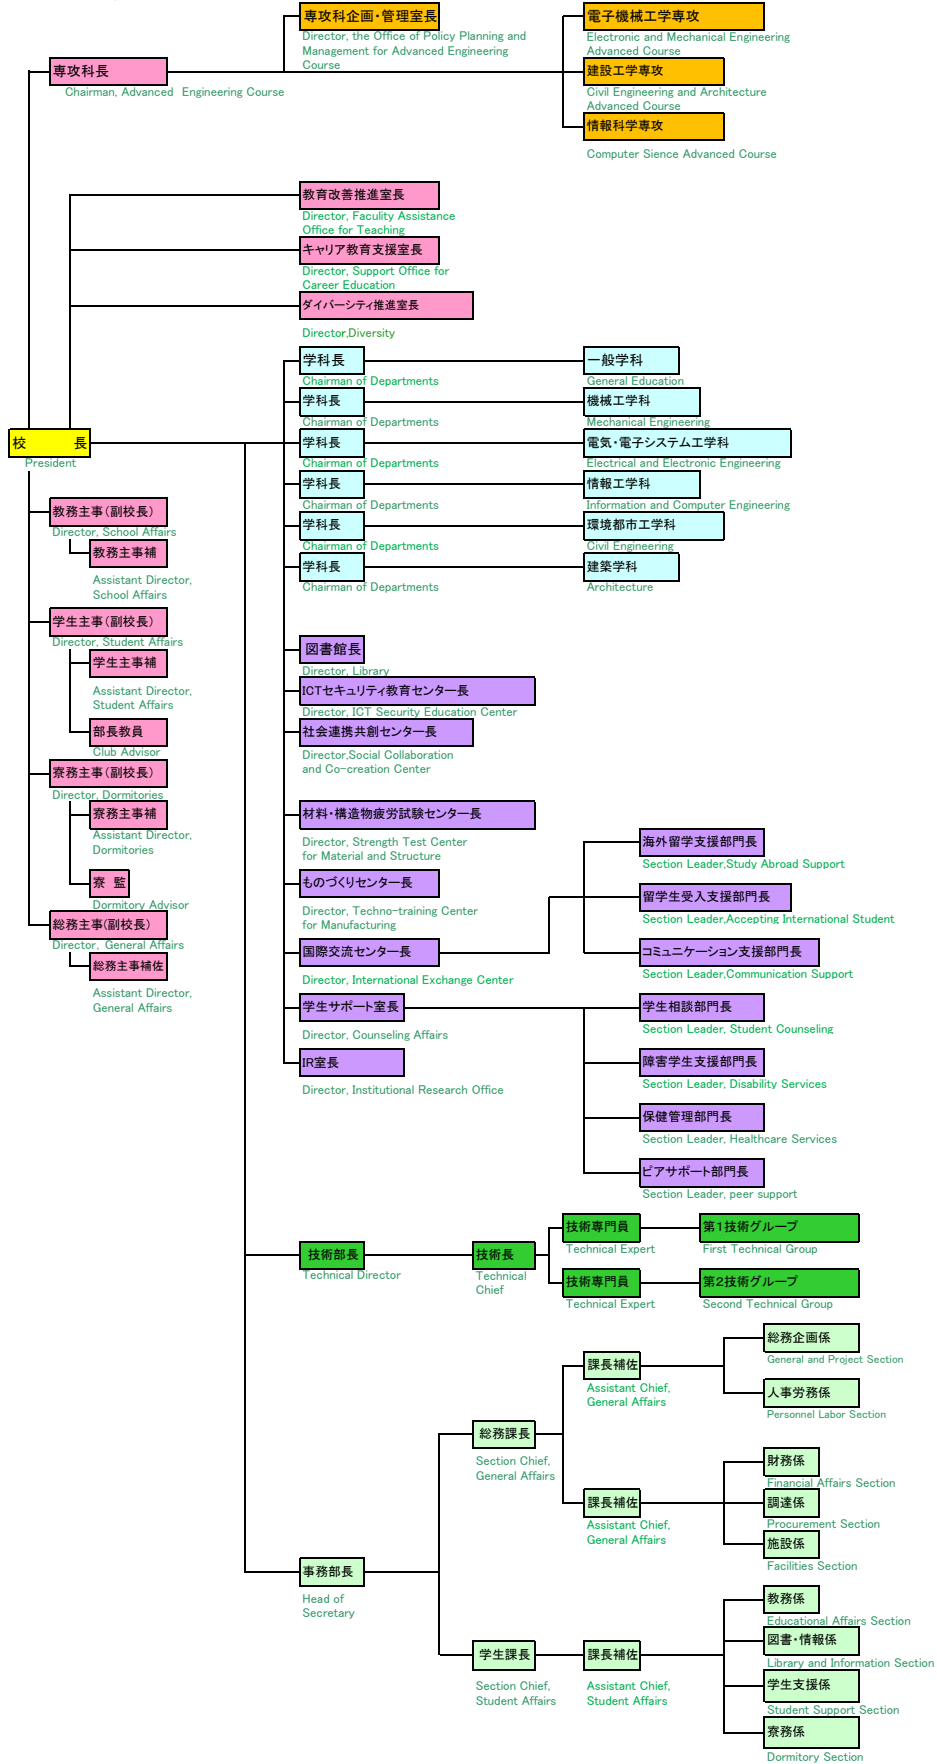 専攻科企画・管理室長
Director, the Office of Policy Planning and
Management for Advanced Engineering
Course
電子機械工学専攻
Electronic and Mechanical Engineering
Advanced Course
専攻科長
Chairman, Advanced Engineering Course
建設工学専攻
Civil Engineering and Architecture
Advanced Course
情報科学専攻
Computer Sience Advanced Course
教育改善推進室長
Director, Faculity Assistance
Office for Teaching
キャリア教育支援室長
Director, Support Office for
Career Education
ダイバーシティ推進室長
Director,Diversity
学科長
Chairman of Departments
一般学科
General Education
学科長
Chairman of Departments
機械工学科
Mechanical Engineering
校 長
President
学科長
Chairman of Departments
電気・電子システム工学科
Electrical and Electronic Engineering
学科長
Chairman of Departments
情報工学科
Information and Computer Engineering
学科長
Chairman of Departments
環境都市工学科
Civil Engineering
学科長
Chairman of Departments
建築学科
Architecture
教務主事(副校長)
Director, School Affairs
教務主事補
Assistant Director,
School Affairs
学生主事(副校長)
Director, Student Affairs
学生主事補
Assistant Director,
Student Affairs
部長教員
Club Advisor
寮務主事(副校長)
Director, Dormitories
寮務主事補
Assistant Director,
Dormitories
寮 監
Dormitory Advisor
総務主事(副校長)
Director, General Affairs
総務主事補佐
Assistant Director,
General Affairs
図書館長
Director, Library
ICTセキュリティ教育センター長
Director, ICT Security Education Center
社会連携共創センター長
Director,Social Collaboration
and Co-creation Center
材料・構造物疲労試験センター長
Director, Strength Test Center
for Material and Structure
ものづくりセンター長
Director, Techno-training Center
for Manufacturing
国際交流センター長
Director, International Exchange Center
海外留学支援部門長
Section Leader,Study Abroad Support
留学生受入支援部門長
Section Leader,Accepting International Student
コミュニケーション支援部門長
Section Leader,Communication Support
学生サポート室長
Director, Counseling Affairs
学生相談部門長
Section Leader, Student Counseling
障害学生支援部門長
Section Leader, Disability Services
保健管理部門長
Section Leader, Healthcare Services
ピアサポート部門長
Section Leader, peer support
IR室長
Director, Institutional Research Office
技術部長
Technical Director
技術長
Technical
Chief
技術専門員
Technical Expert
第1技術グループ
First Technical Group
技術専門員
Technical Expert
第2技術グループ
Second Technical Group
事務部長
Head of
Secretary
総務課長
Section Chief,
General Affairs
課長補佐
Assistant Chief,
General Affairs
総務企画係
General and Project Section
人事労務係
Personnel Labor Section
課長補佐
Assistant Chief,
General Affairs
財務係
Financial Affairs Section
調達係
Procurement Section
施設係
Facilities Section
学生課長
Section Chief,
Student Affairs
課長補佐
Assistant Chief,
Student Affairs
教務係
Educational Affairs Section
図書・情報係
Library and Information Section
学生支援係
Student Support Section
寮務係
Dormitory Section